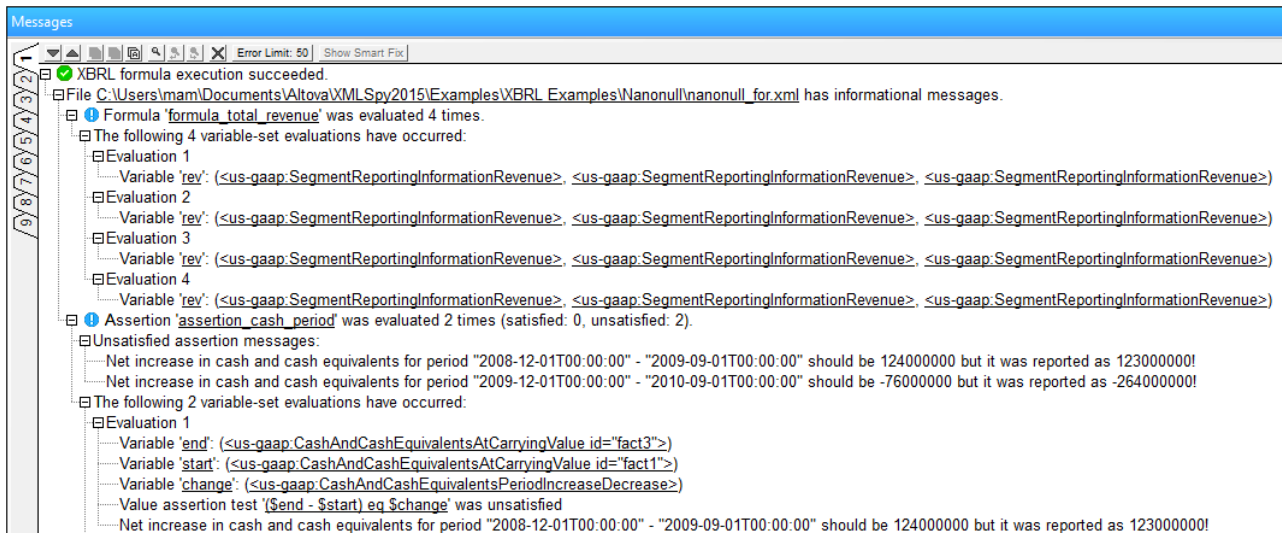 Messages
Error Limit: 50 Show Smart Fix
XBRL formula execution succeeded.
File C:\Users\mam\Documents\Altova\XMLSpy2015\Examples\XBRL Examples\Nanonull\nanonull_for.xml has informational messages.
Formula 'formula_total_revenue' was evaluated 4 times.
The following 4 variable-set evaluations have occurred:
Evaluation 1
Variable 'rev': (<us-gaap:SegmentReportingInformationRevenue>, <us-gaap:SegmentReportingInformationRevenue>, <us-gaap:SegmentReportingInformationRevenue>)
Evaluation 2
Variable 'rev': (<us-gaap:SegmentReportingInformationRevenue>, <us-gaap:SegmentReportingInformationRevenue>, <us-gaap:SegmentReportingInformationRevenue>)
Evaluation 3
Variable 'rev': (<us-gaap:SegmentReportingInformationRevenue>, <us-gaap:SegmentReportingInformationRevenue>, <us-gaap:SegmentReportingInformationRevenue>)
Evaluation 4
Variable 'rev': (<us-gaap:SegmentReportingInformationRevenue>, <us-gaap:SegmentReportingInformationRevenue>, <us-gaap:SegmentReportingInformationRevenue>)
Assertion 'assertion_cash_period' was evaluated 2 times (satisfied: 0, unsatisfied: 2).
Unsatisfied assertion messages:
Net increase in cash and cash equivalents for period "2008-12-01T00:00:00" - "2009-09-01T00:00:00" should be 124000000 but it was reported as 123000000!
Net increase in cash and cash equivalents for period "2009-12-01T00:00:00" - "2010-09-01T00:00:00" should be -76000000 but it was reported as -264000000!
The following 2 variable-set evaluations have occurred:
Evaluation 1
Variable 'end': (<us-gaap:CashAndCashEquivalentsAtCarryingValue id="fact3">)
Variable 'start': (<us-gaap:CashAndCashEquivalentsAtCarryingValue id="fact1">)
Variable 'change': (<us-gaap:CashAndCashEquivalentsPeriodIncreaseDecrease>)
Value assertion test '($end - $start) eq $change' was unsatisfied
Net increase in cash and cash equivalents for period "2008-12-01T00:00:00" - "2009-09-01T00:00:00" should be 124000000 but it was reported as 123000000!
1
2
3
4
5
6
7
8
9